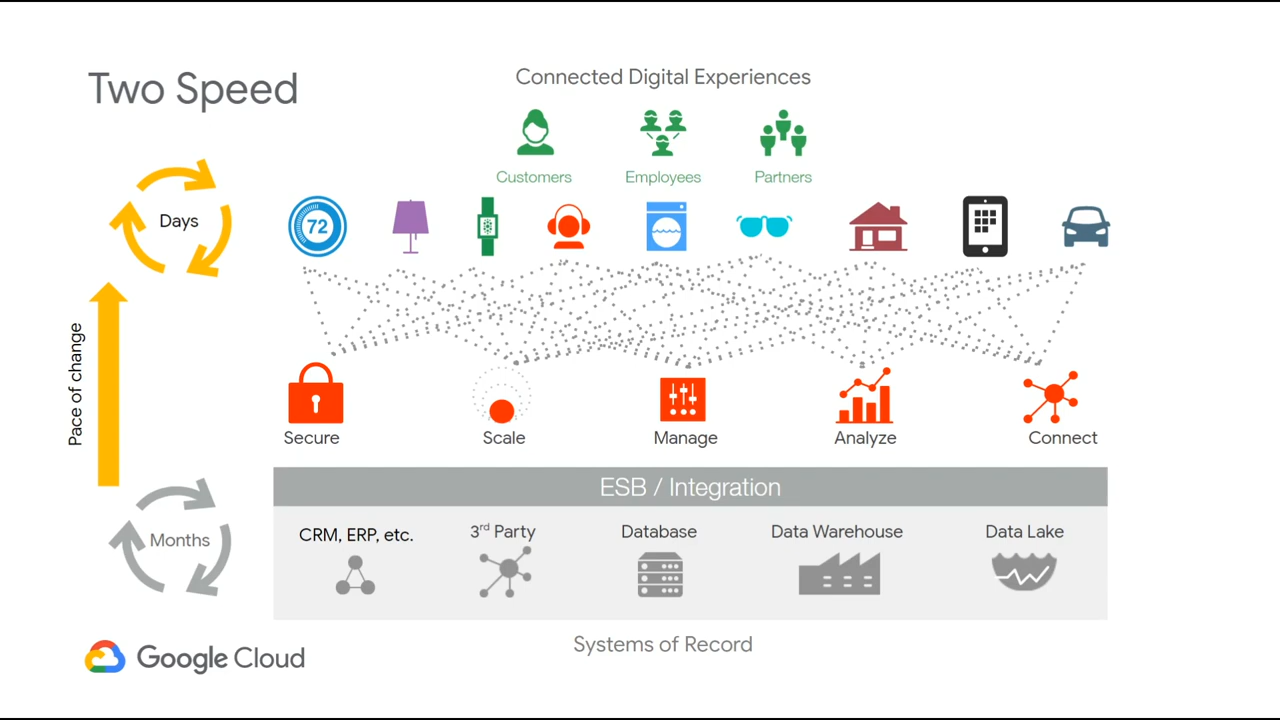 Two Speed
Connected Digital Experiences
Customers
Employees
Partners
Days
72
Pace of change
Secure
Scale
Manage
Analyze
Connect
ESB / Integration
Months
CRM, ERP, etc.
3rd Party
Database
Data Warehouse
Data Lake
Systems of Record
Google Cloud